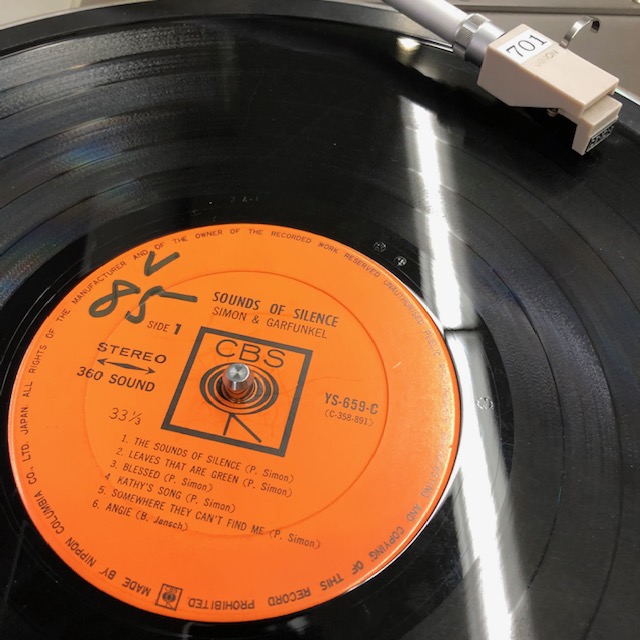 701
ALL RIGHTS OF THE MANUFACTURER AND OF THE OWNER OF THE RECORDED WORK RESERVED UNAUTHORISED PUBLIC
COPYING OF THIS RECORD PROHIBITED
MADE BY NIPPON COLUMBIA CO., LTD. JAPAN.
85
SOUNDS OF SILENCE
SIMON & GARFUNKEL
SIDE 1
STEREO
360 SOUND
33⅓
CBS
YS-659-C
(C-358-891)
1. THE SOUNDS OF SILENCE (P. Simon)
2. LEAVES THAT ARE GREEN (P. Simon)
3. BLESSED (P. Simon)
4 KATHY'S SONG (P. Simon)
5. SOMEWHERE THEY CAN'T FIND ME (P. Simon)
6. ANGIE (B. Jansch)